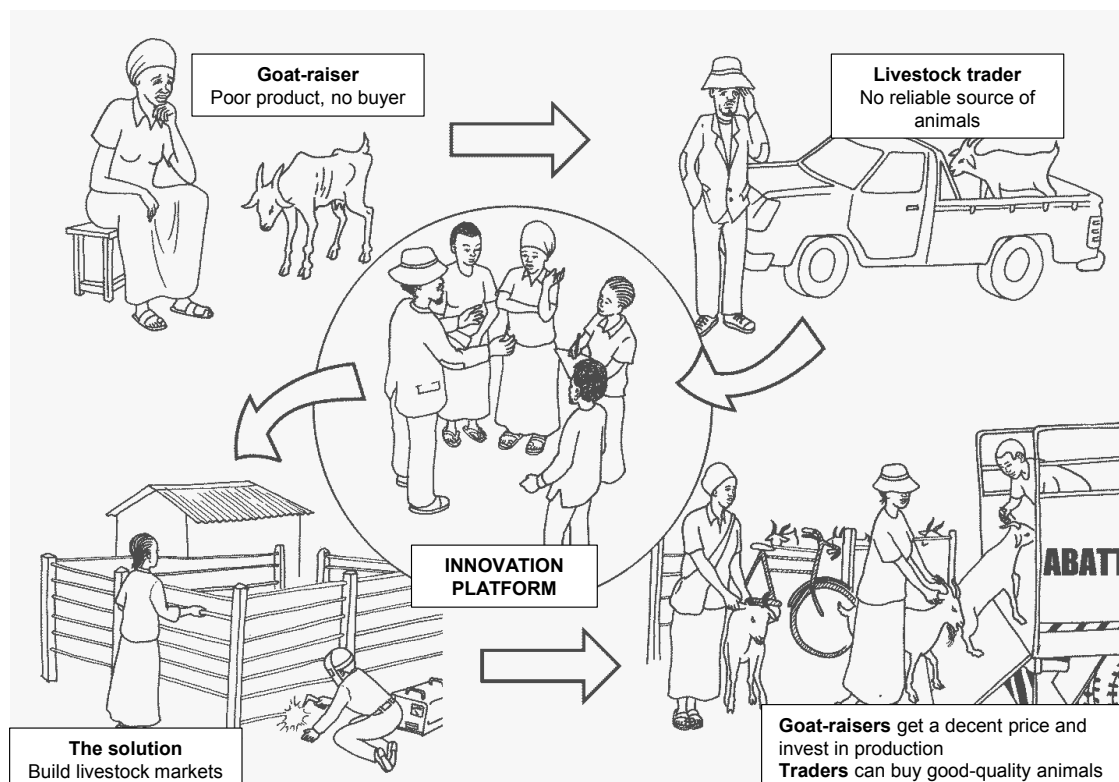 Goat-raiser
Poor product, no buyer
Livestock trader
No reliable source of
animals
INNOVATION
PLATFORM
ABATT
The solution
Build livestock markets
Goat-raisers get a decent price and
invest in production
Traders can buy good-quality animals